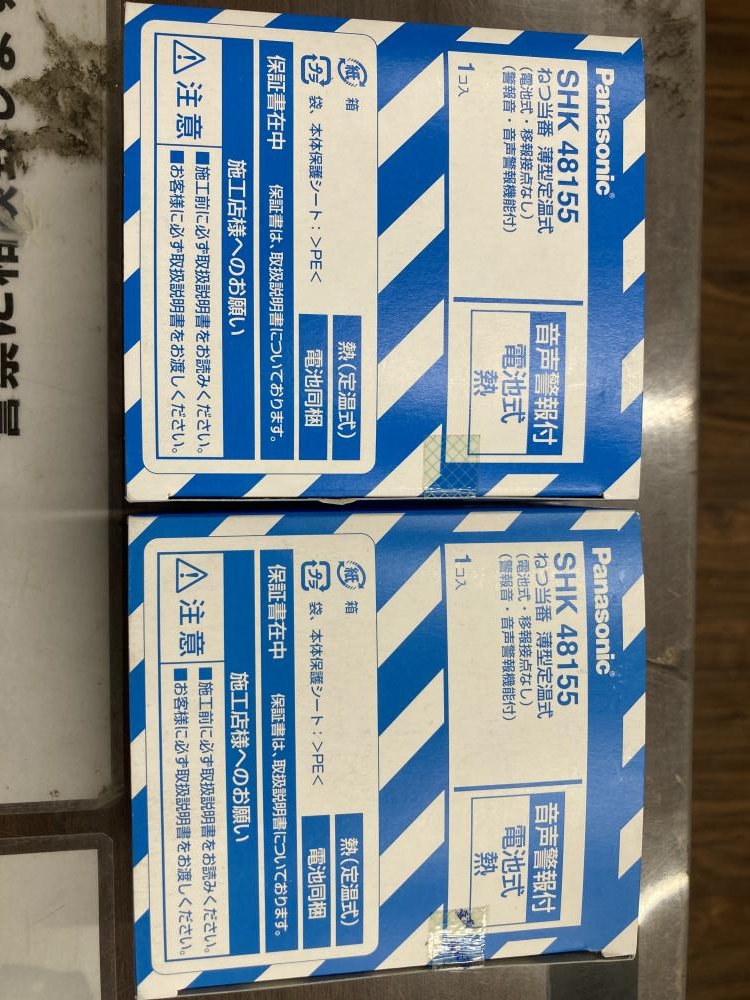 Panasonic®
SHK 48155
ねつ当番 薄型定温式
(電池式・移報接点なし)
(警報音・音声警報機能付)
1コ入
音声警報付
電池式
熱
紙 箱
プラ 袋、本体保護シート：>PE<
熱(定温式)
電池同梱
保証書在中 保証書は、取扱説明書についております。
施工店様へのお願い
注意
■施工前に必ず取扱説明書をお読みください。
■お客様に必ず取扱説明書をお渡しください。
Panasonic®
SHK 48155
ねつ当番 薄型定温式
(電池式・移報接点なし)
(警報音・音声警報機能付)
1コ入
音声警報付
電池式
熱
紙 箱
プラ 袋、本体保護シート：>PE<
熱(定温式)
電池同梱
保証書在中 保証書は、取扱説明書についております。
施工店様へのお願い
注意
■施工前に必ず取扱説明書をお読みください。
■お客様に必ず取扱説明書をお渡しください。